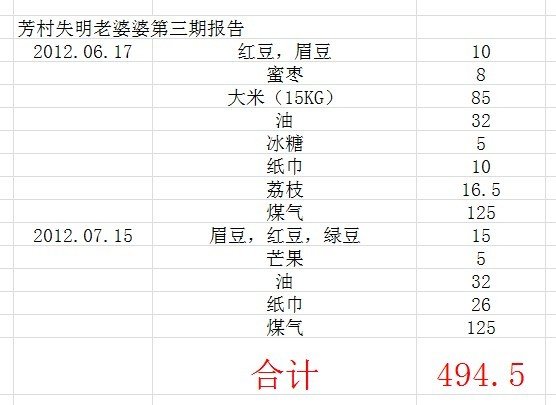 芳村失明老婆婆第三期报告
2012.06.17 红豆，眉豆 10
蜜枣 8
大米（15KG） 85
油 32
冰糖 5
纸巾 10
荔枝 16.5
煤气 125
2012.07.15 眉豆，红豆，绿豆 15
芒果 5
油 32
纸巾 26
煤气 125
合计 494.5